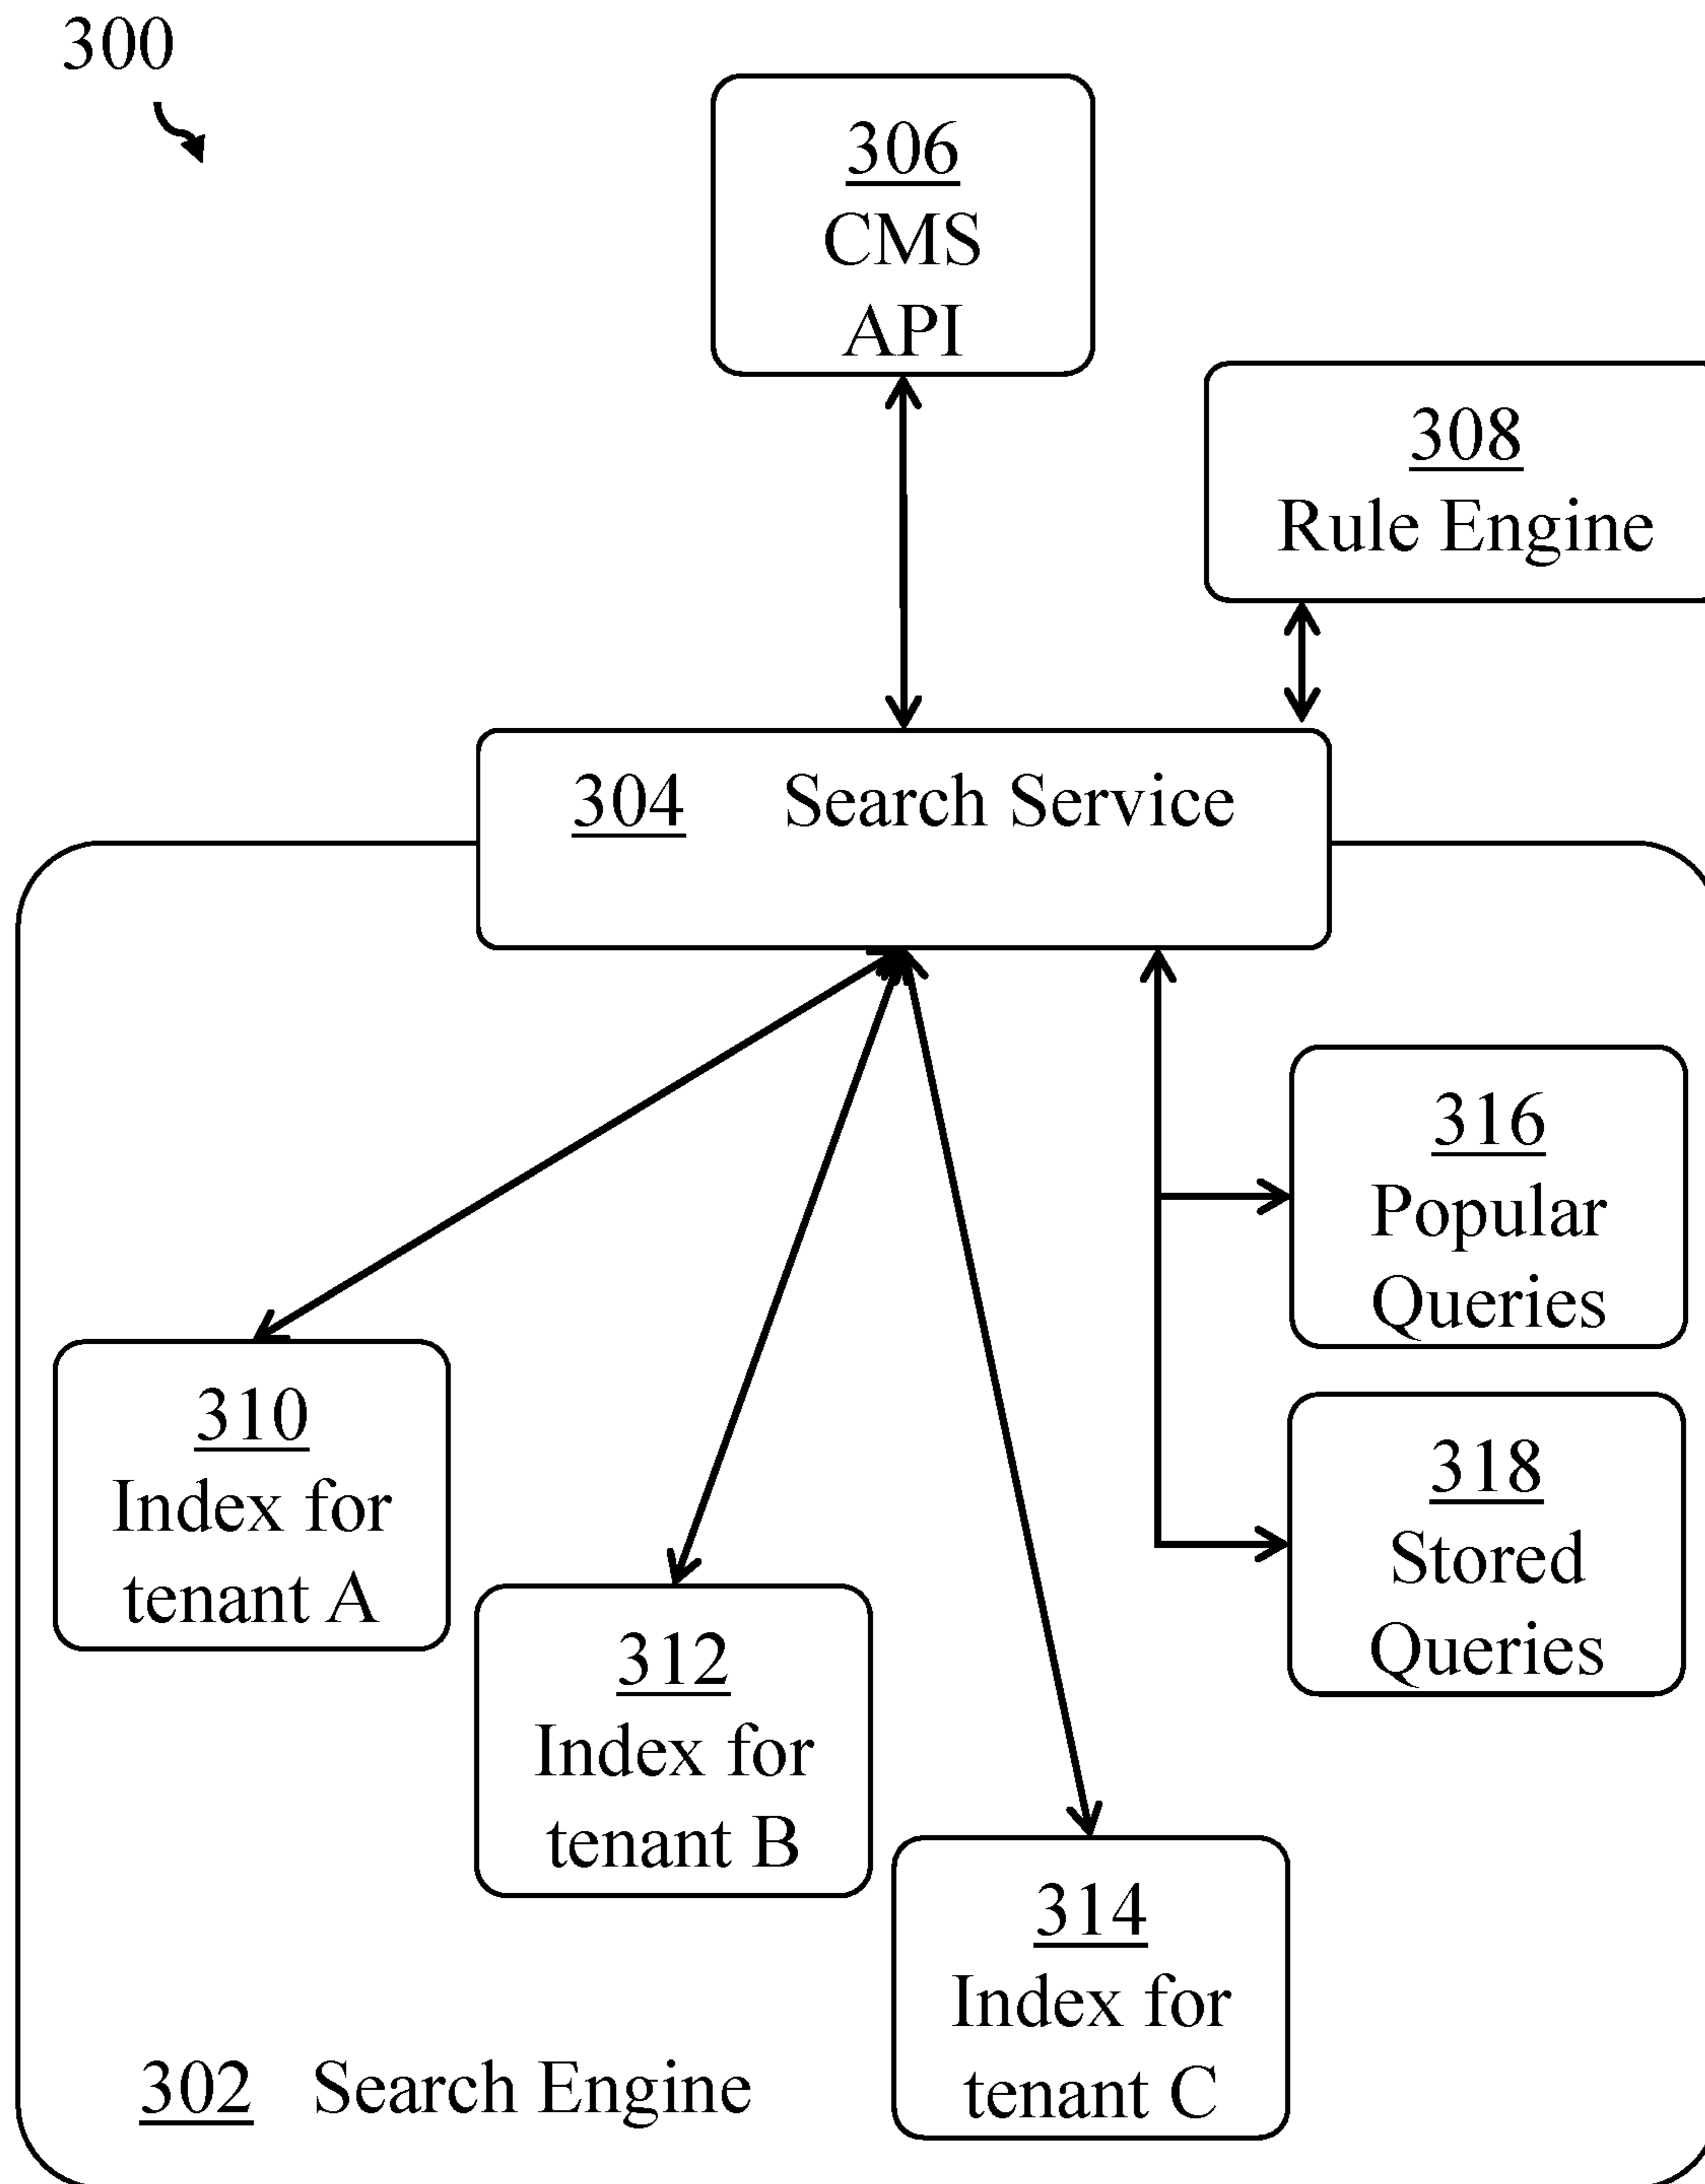 300
306
CMS
API
308
Rule Engine
304 Search Service
316
Popular
Queries
310
Index for
tenant A
318
Stored
Queries
312
Index for
tenant B
314
Index for
tenant C
302 Search Engine